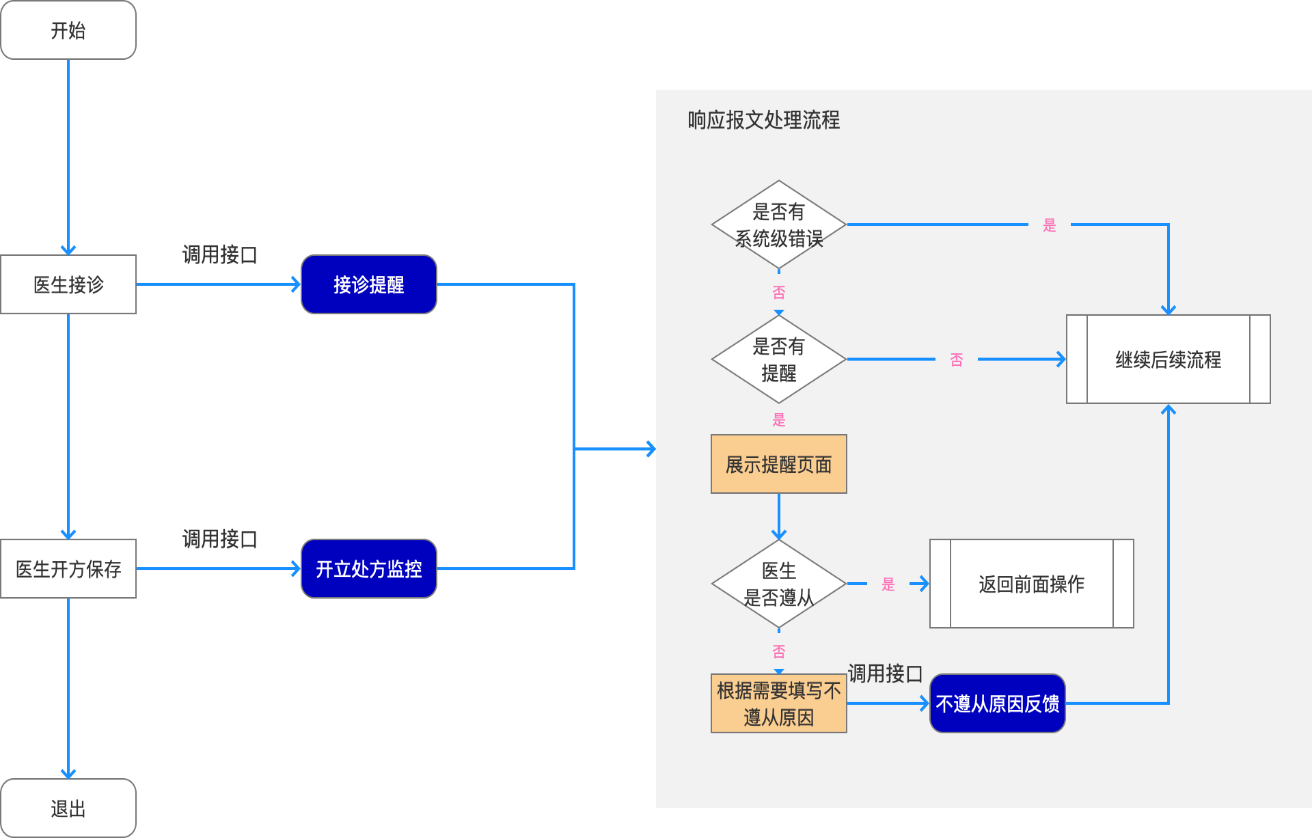 开始
调用接口
医生接诊
接诊提醒
调用接口
医生开方保存
开立处方监控
退出
响应报文处理流程
是否有
系统级错误
是
否
是否有
提醒
否
继续后续流程
是
展示提醒页面
医生
是否遵从
是
返回前面操作
否
调用接口
根据需要填写不
遵从原因
不遵从原因反馈